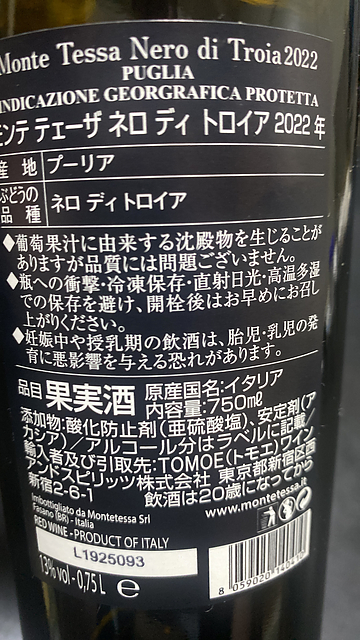 Monte Tessa Nero di Troia 2022
PUGLIA
INDICAZIONE GEORGRAFICA PROTETTA
モンテ テェーザ ネロ ディ トロイア 2022 年
産 地 プーリア
ぶどうの品 種 ネロ ディ トロイア
◆葡萄果汁に由来する沈殿物を生じることが
ありますが品質には問題ございません。
◆瓶への衝撃・冷凍保存・直射日光・高温多湿
での保存を避け、開栓後はお早めにお召し
上がりください。
◆妊娠中や授乳期の飲酒は、胎児・乳児の発
育に悪影響を与える恐れがあります。
品目 果実酒 原産国名:イタリア
内容量:750ml
添加物:酸化防止剤(亜硫酸塩)、安定剤(ア
カシア)/アルコール分はラベルに記載/
輸入者及び引取先:TOMOE(トモエ)ワイン
アンドスピリッツ株式会社 東京都新宿区西
新宿2-6-1 飲酒は20歳になってから
www.montetessa.it
Imbottigliato da Montetessa Srl
Fasano (BR) - Italia
RED WINE - PRODUCT OF ITALY
L1925093
13% vol - 0,75 L e